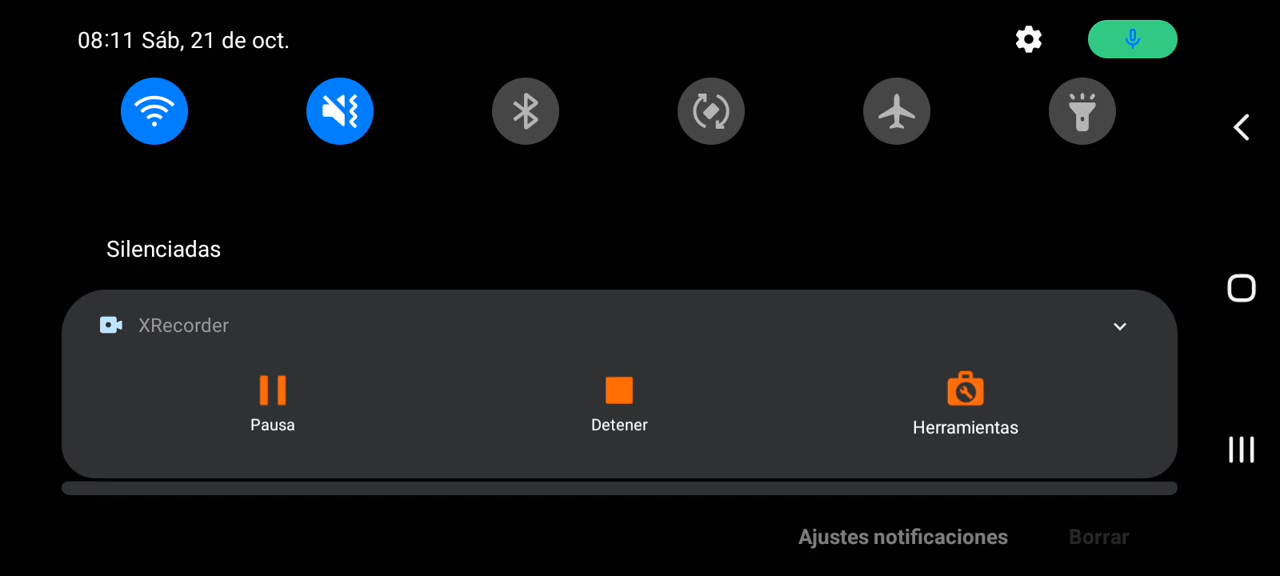 08:11 Sáb, 21 de oct.
Silenciadas
XRecorder
Pausa
Detener
Herramientas
Ajustes notificaciones
Borrar